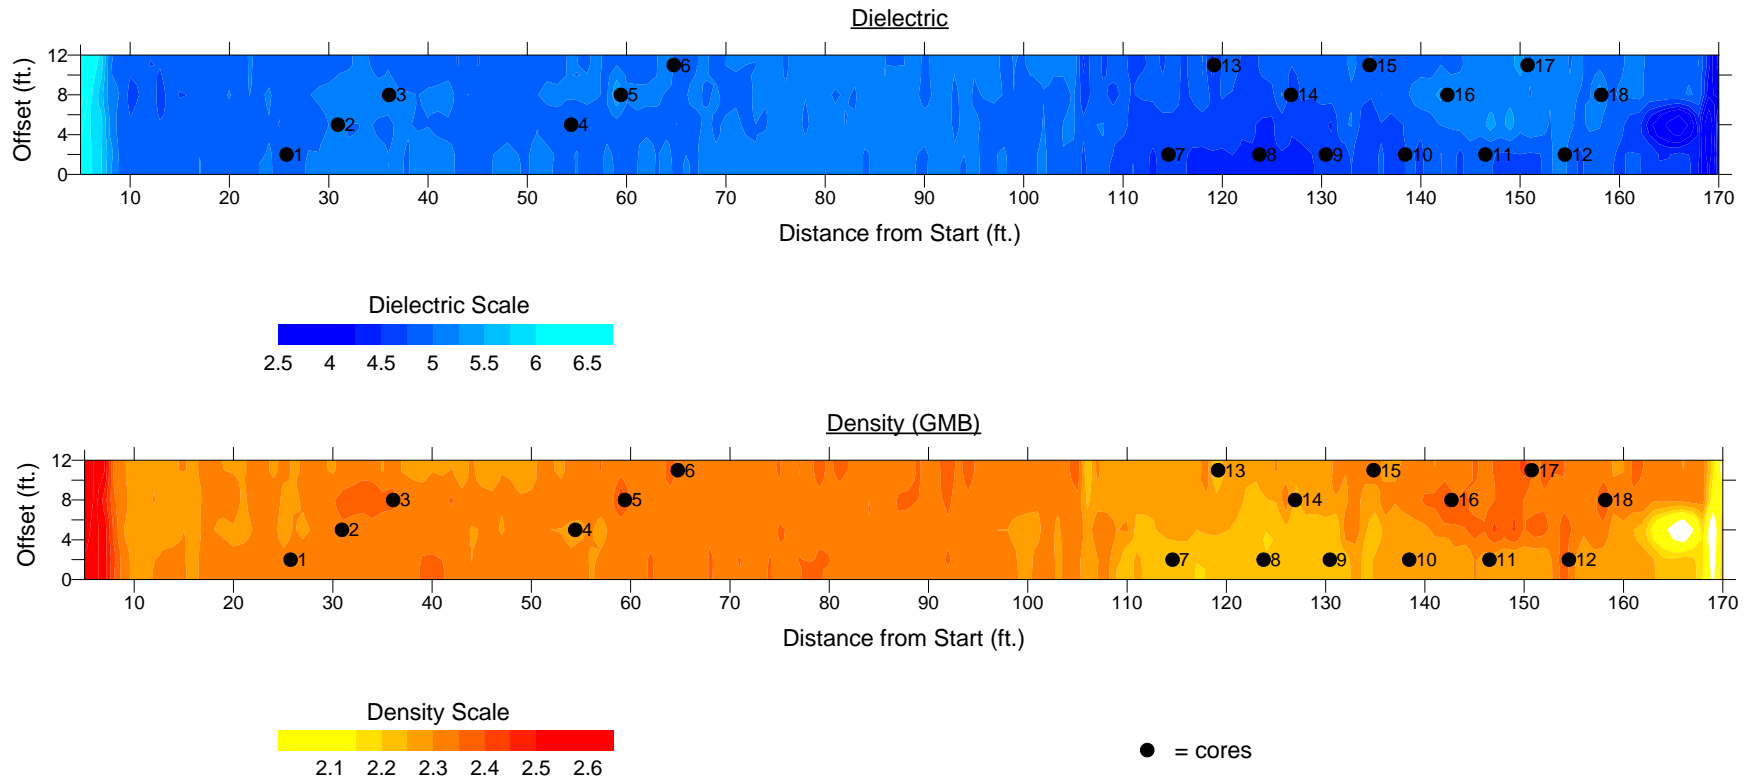 Dielectric
12
8
4
0
Offset (ft.)
6 13 15 17
3 5 14 16 18
2 4
1 7 8 9 10 11 12
10 20 30 40 50 60 70 80 90 100 110 120 130 140 150 160 170
Distance from Start (ft.)
Dielectric Scale
2.5 4 4.5 5 5.5 6 6.5
Density (GMB)
12
8
4
0
Offset (ft.)
6 13 15 17
3 5 14 16 18
2 4
1 7 8 9 10 11 12
10 20 30 40 50 60 70 80 90 100 110 120 130 140 150 160 170
Distance from Start (ft.)
Density Scale
2.1 2.2 2.3 2.4 2.5 2.6
= cores